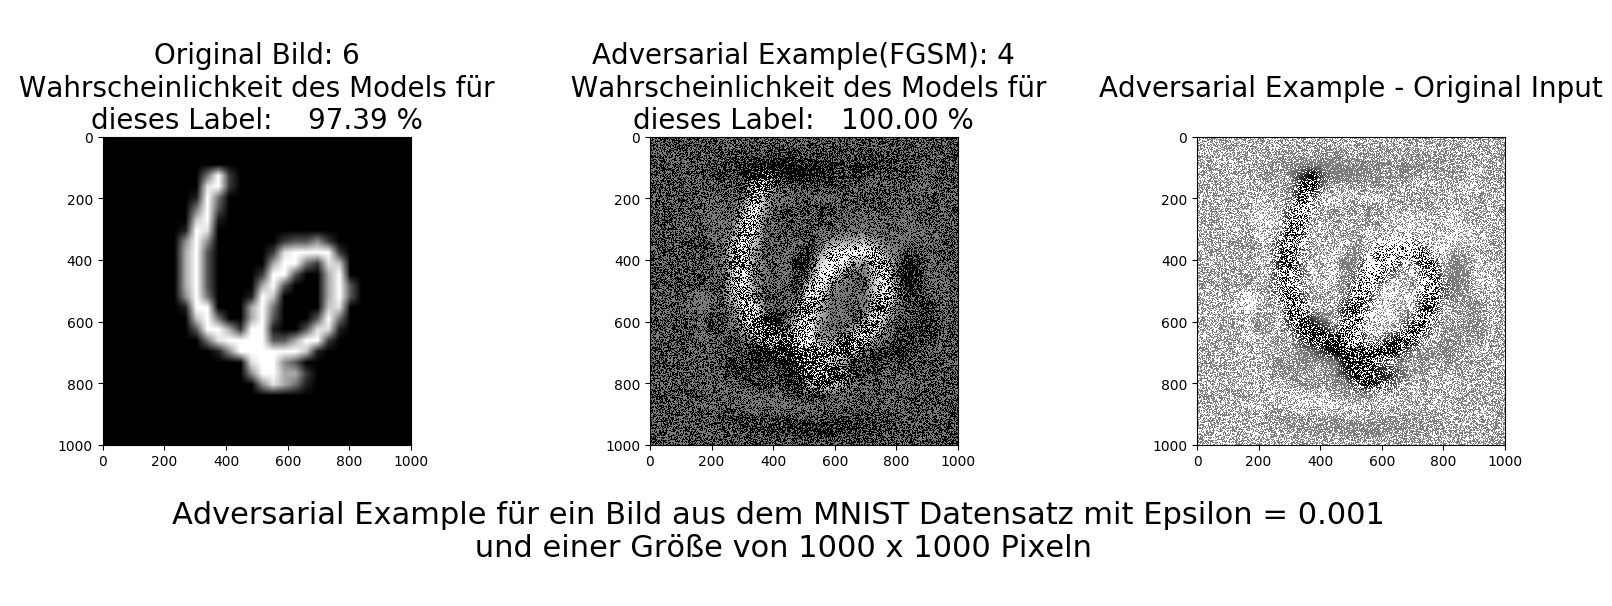 Original Bild: 6
Wahrscheinlichkeit des Models für
dieses Label: 97.39 %
Adversarial Example(FGSM): 4
Wahrscheinlichkeit des Models für
dieses Label: 100.00 %
Adversarial Example - Original Input
0
200
400
600
800
1000
0 200 400 600 800 1000
0
200
400
600
800
1000
0 200 400 600 800 1000
0
200
400
600
800
1000
0 200 400 600 800 1000
Adversarial Example für ein Bild aus dem MNIST Datensatz mit Epsilon = 0.001
und einer Größe von 1000 x 1000 Pixeln